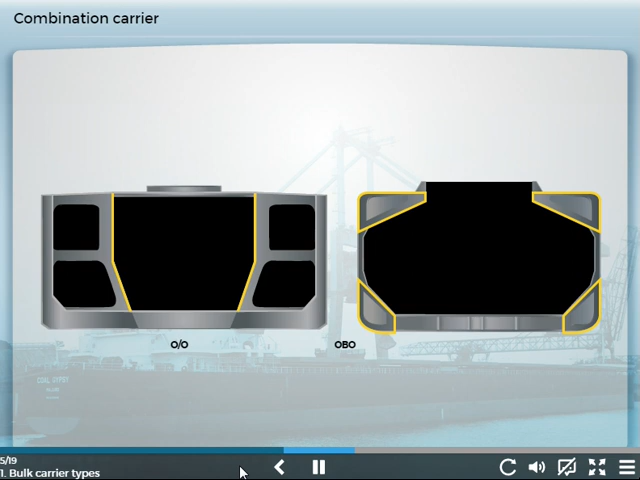 Combination carrier
O/O
OBO
5/19
1. Bulk carrier types